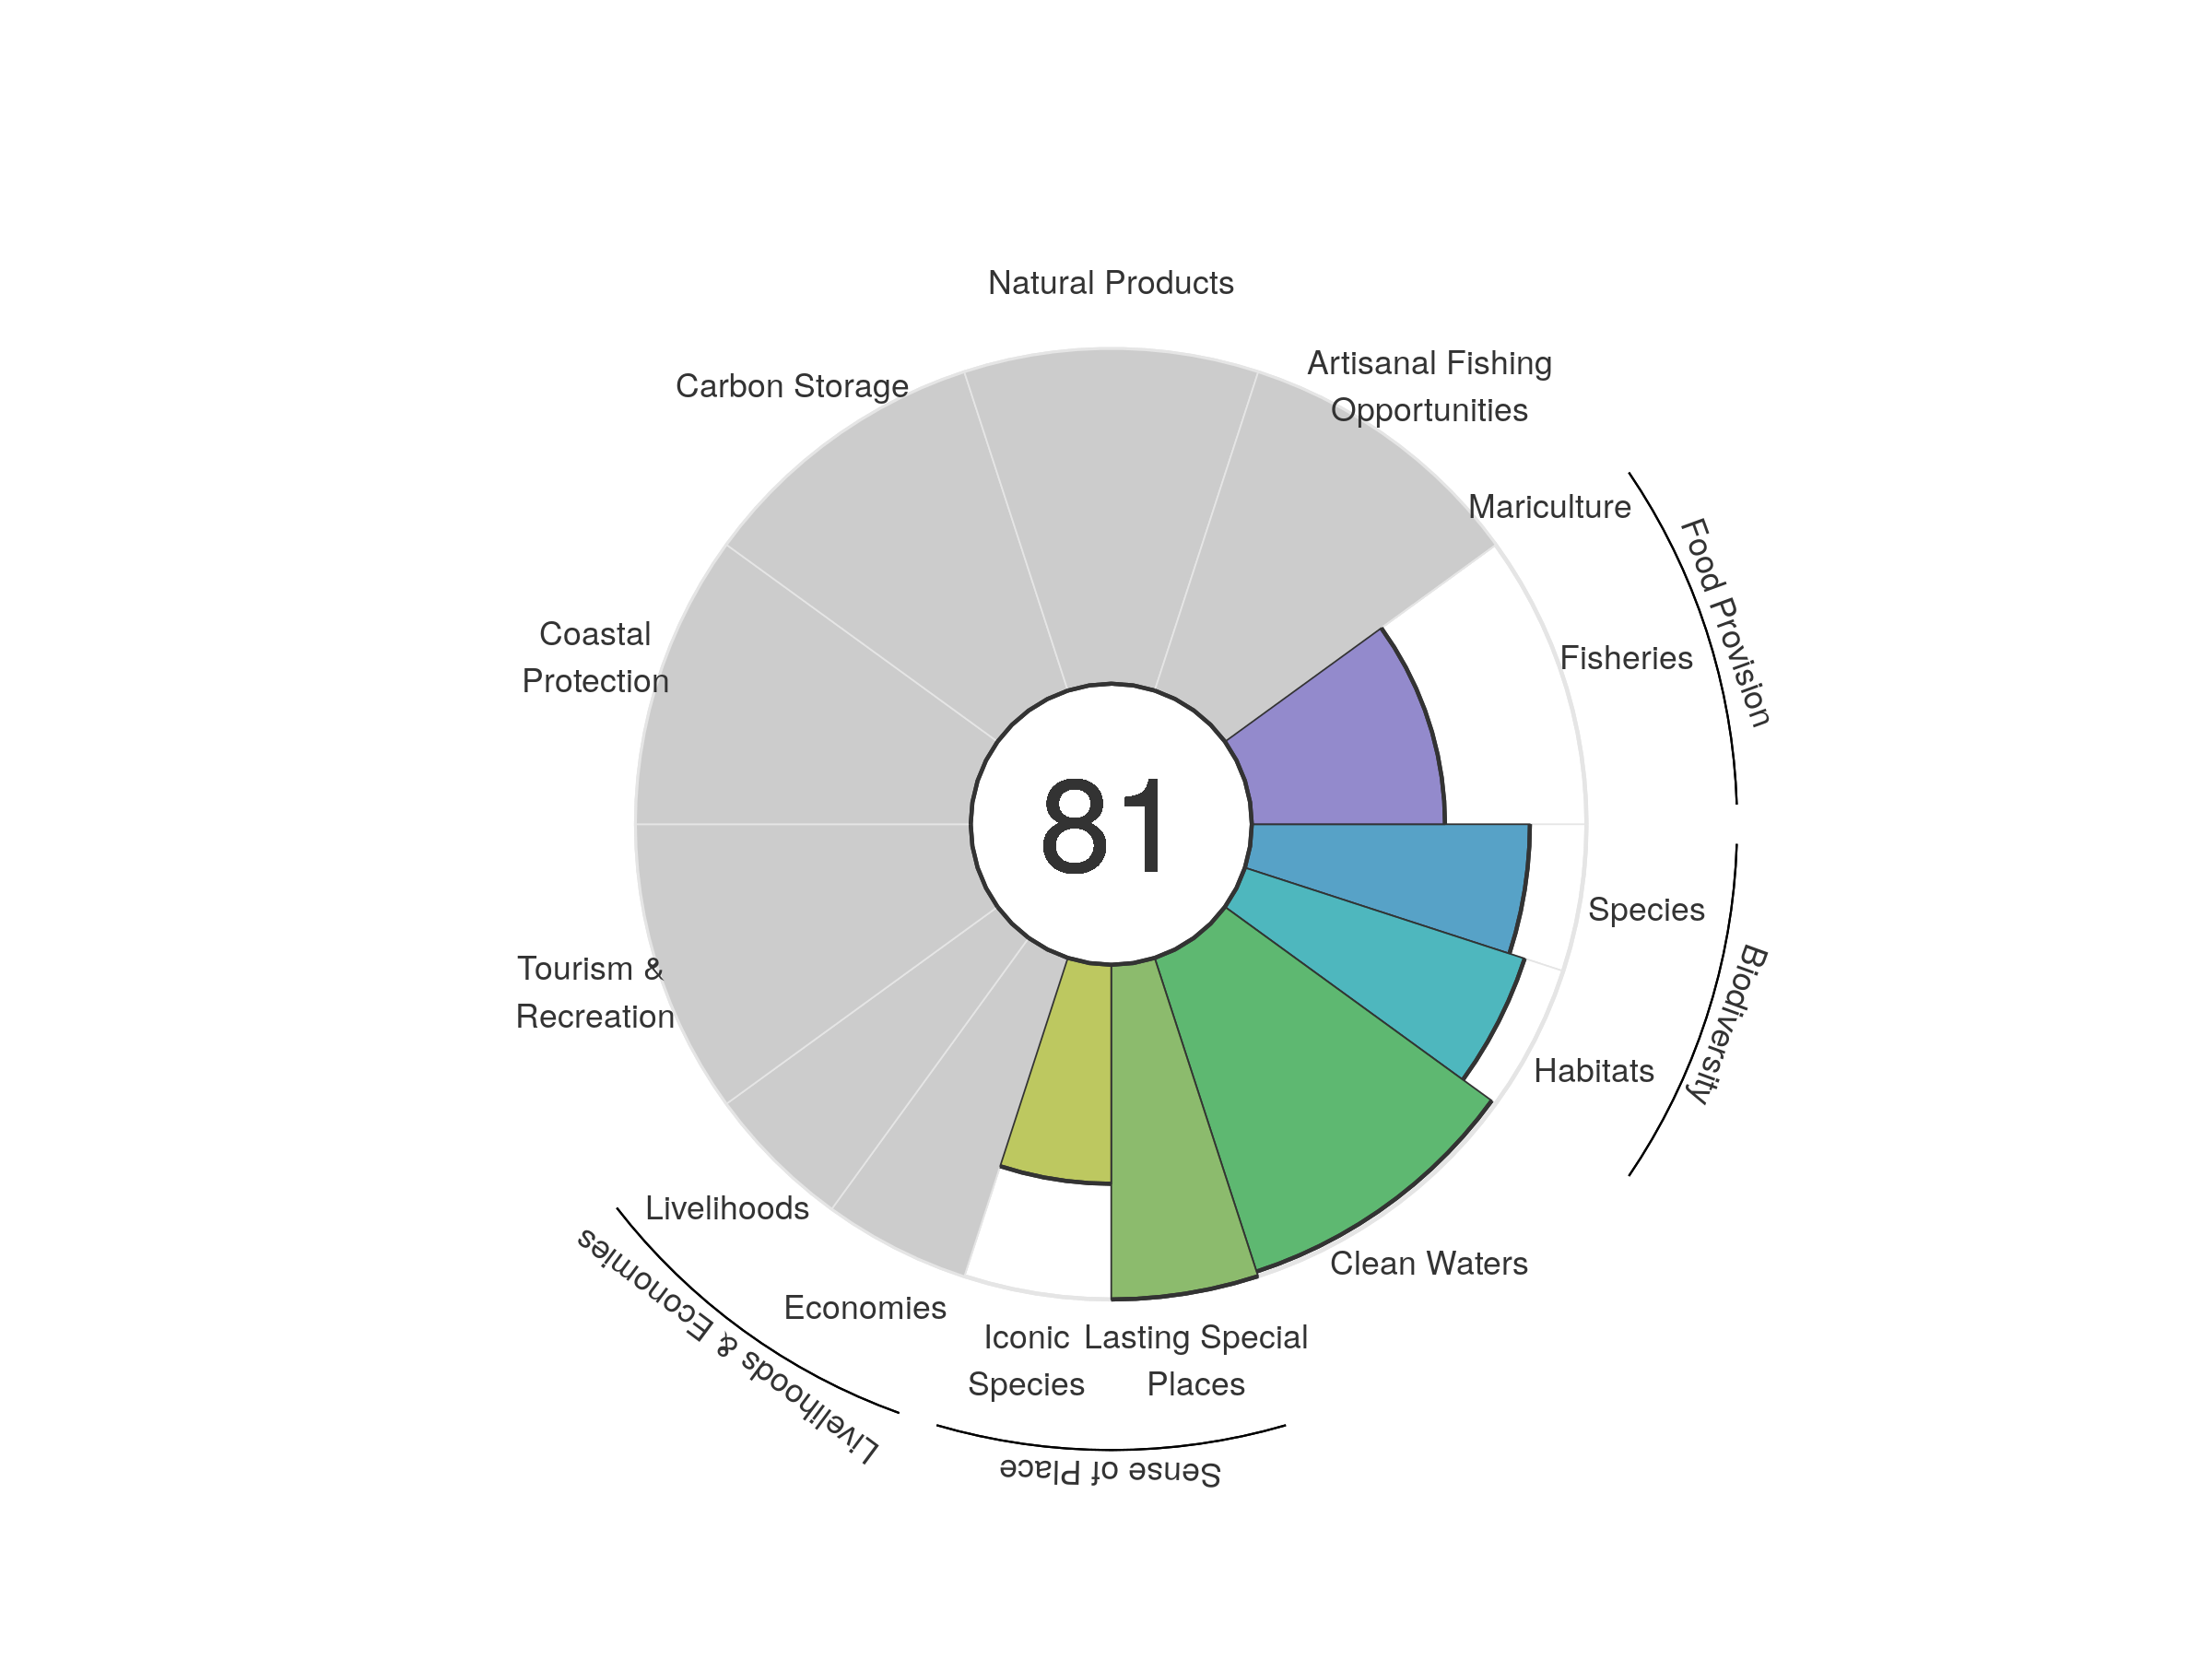 Natural Products
Artisanal Fishing
Opportunities
Carbon Storage
Mariculture
Food Provision
Fisheries
Coastal
Protection
81
Species
Biodiversity
Habitats
Tourism &
Recreation
Clean Waters
Livelihoods
Livelihoods & Economies
Economies
Iconic
Species
Lasting Special
Places
Sense of Place